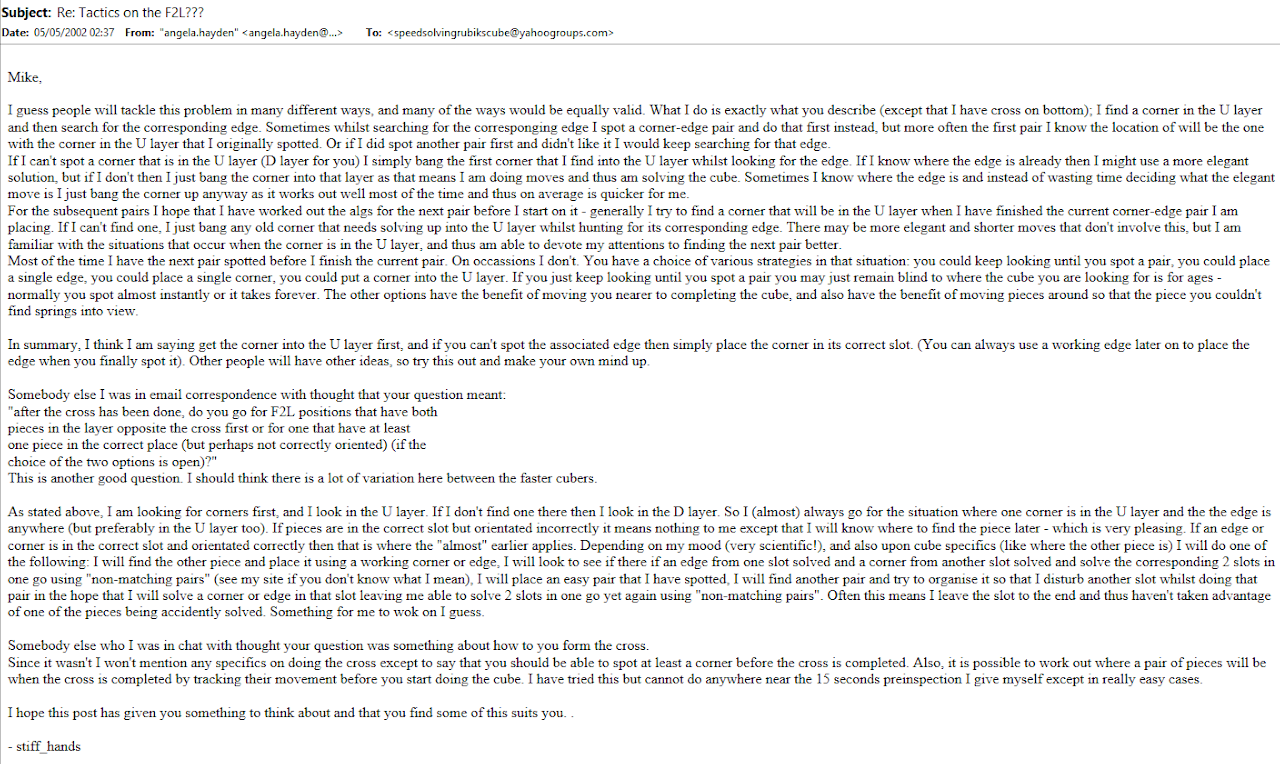 Subject: Re: Tactics on the F2L???
Date: 05/05/2002 02:37 From: "angela.hayden" <angela.hayden@...> To: <speedsolvingrubikscube@yahoogroups.com>
Mike,
I guess people will tackle this problem in many different ways, and many of the ways would be equally valid. What I do is exactly what you describe (except that I have cross on bottom); I find a corner in the U layer
and then search for the corresponding edge. Sometimes whilst searching for the corresponging edge I spot a corner-edge pair and do that first instead, but more often the first pair I know the location of will be the one
with the corner in the U layer that I originally spotted. Or if I did spot another pair first and didn't like it I would keep searching for that edge.
If I can't spot a corner that is in the U layer (D layer for you) I simply bang the first corner that I find into the U layer whilst looking for the edge. If I know where the edge is already then I might use a more elegant
solution, but if I don't then I just bang the corner into that layer as that means I am doing moves and thus am solving the cube. Sometimes I know where the edge is and instead of wasting time deciding what the elegant
move is I just bang the corner up anyway as it works out well most of the time and thus on average is quicker for me.
For the subsequent pairs I hope that I have worked out the algs for the next pair before I start on it - generally I try to find a corner that will be in the U layer when I have finished the current corner-edge pair I am
placing. If I can't find one, I just bang any old corner that needs solving up into the U layer whilst hunting for its corresponding edge. There may be more elegant and shorter moves that don't involve this, but I am
familiar with the situations that occur when the corner is in the U layer, and thus am able to devote my attentions to finding the next pair better.
Most of the time I have the next pair spotted before I finish the current pair. On occassions I don't. You have a choice of various strategies in that situation: you could keep looking until you spot a pair, you could place
a single edge, you could place a single corner, you could put a corner into the U layer. If you just keep looking until you spot a pair you may just remain blind to where the cube you are looking for is for ages -
normally you spot almost instantly or it takes forever. The other options have the benefit of moving you nearer to completing the cube, and also have the benefit of moving pieces around so that the piece you couldn't
find springs into view.
In summary, I think I am saying get the corner into the U layer first, and if you can't spot the associated edge then simply place the corner in its correct slot. (You can always use a working edge later on to place the
edge when you finally spot it). Other people will have other ideas, so try this out and make your own mind up.
Somebody else I was in email correspondence with thought that your question meant:
"after the cross has been done, do you go for F2L positions that have both
pieces in the layer opposite the cross first or for one that have at least
one piece in the correct place (but perhaps not correctly oriented) (if the
choice of the two options is open)?"
This is another good question. I should think there is a lot of variation here between the faster cubers.
As stated above, I am looking for corners first, and I look in the U layer. If I don't find one there then I look in the D layer. So I (almost) always go for the situation where one corner is in the U layer and the the edge is
anywhere (but preferably in the U layer too). If pieces are in the correct slot but orientated incorrectly it means nothing to me except that I will know where to find the piece later - which is very pleasing. If an edge or
corner is in the correct slot and orientated correctly then that is where the "almost" earlier applies. Depending on my mood (very scientific!), and also upon cube specifics (like where the other piece is) I will do one of
the following: I will find the other piece and place it using a working corner or edge, I will look to see if there if an edge from one slot solved and a corner from another slot solved and solve the corresponding 2 slots in
one go using "non-matching pairs" (see my site if you don't know what I mean), I will place an easy pair that I have spotted, I will find another pair and try to organise it so that I disturb another slot whilst doing that
pair in the hope that I will solve a corner or edge in that slot leaving me able to solve 2 slots in one go yet again using "non-matching pairs". Often this means I leave the slot to the end and thus haven't taken advantage
of one of the pieces being accidently solved. Something for me to wok on I guess.
Somebody else who I was in chat with thought your question was something about how to you form the cross.
Since it wasn't I won't mention any specifics on doing the cross except to say that you should be able to spot at least a corner before the cross is completed. Also, it is possible to work out where a pair of pieces will be
when the cross is completed by tracking their movement before you start doing the cube. I have tried this but cannot do anywhere near the 15 seconds preinspection I give myself except in really easy cases.
I hope this post has given you something to think about and that you find some of this suits you. .
- stiff_hands